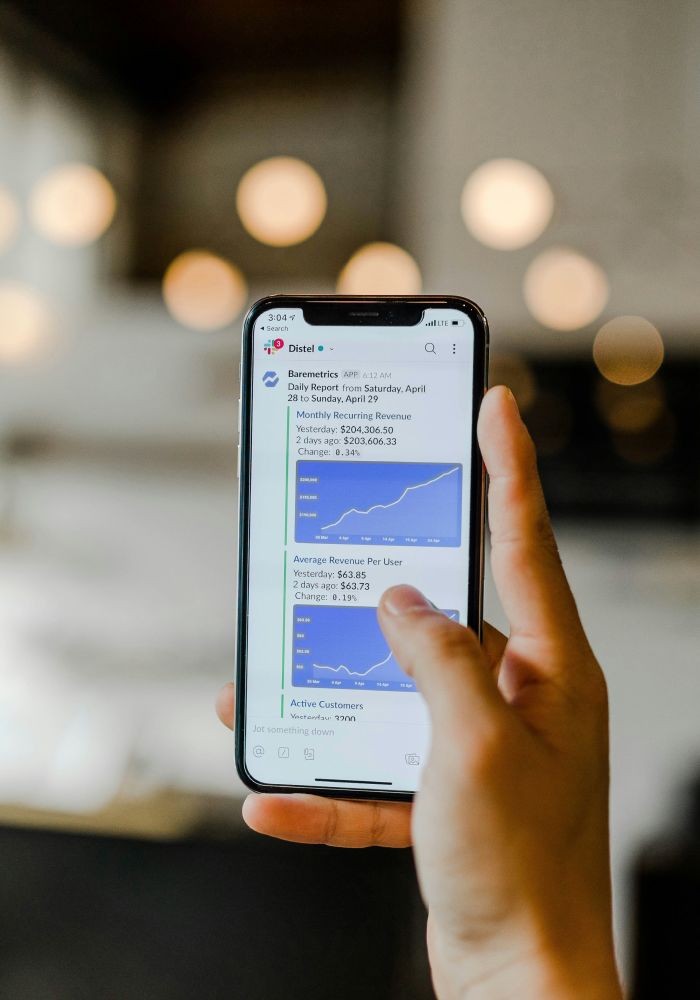 3:04
LTE
Search
3
Distel
Baremetrics APP 6:12 AM
Daily Report from Saturday, April
28 to Sunday, April 29
Monthly Recurring Revenue
Yesterday: $204,306.50
2 days ago: $203,606.33
Change: 0.34%
Average Revenue Per User
Yesterday: $63.85
2 days ago: $63.73
Change: 0.19%
Active Customers
Yesterday: 3200
Jot something down
@